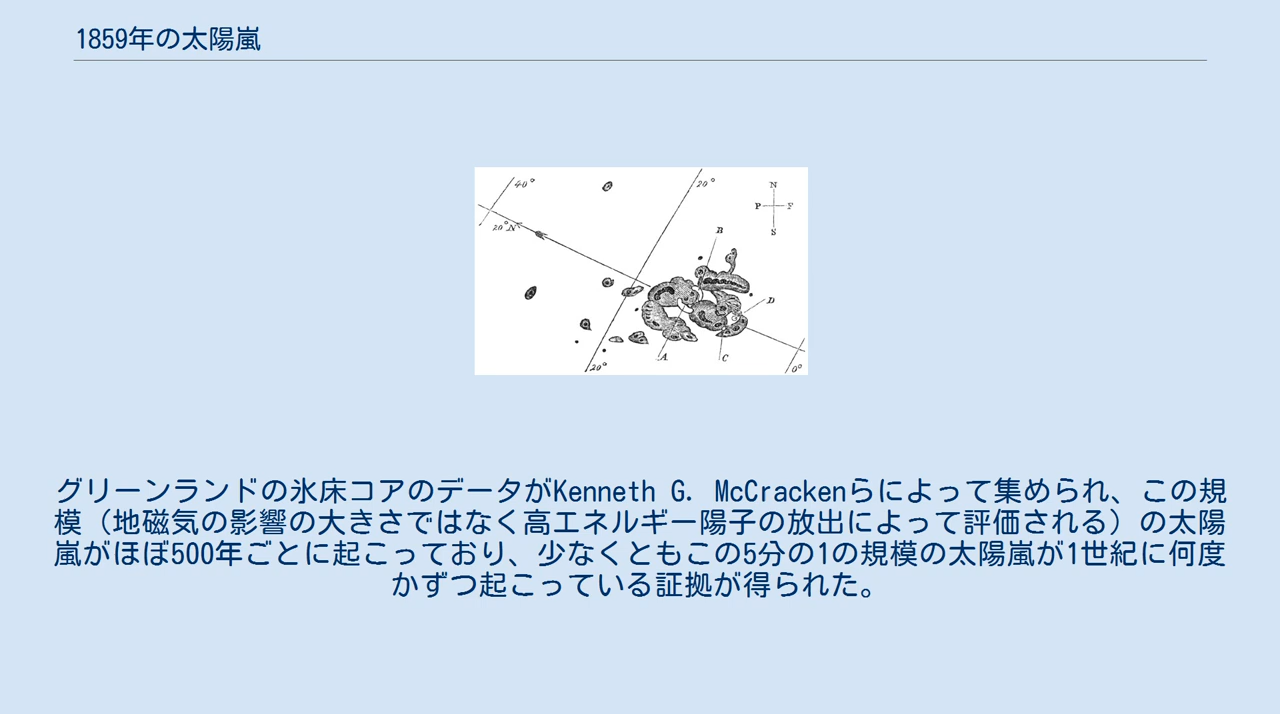 1859年の太陽嵐
40°
20°
N
P F
S
20°N
B
D
A
C
20°
0°
グリーンランドの氷床コアのデータがKenneth G. McCrackenらによって集められ、この規
模（地磁気の影響の大きさではなく高エネルギー陽子の放出によって評価される）の太陽
嵐がほぼ500年ごとに起こっており、少なくともこの5分の1の規模の太陽嵐が1世紀に何度
かずつ起こっている証拠が得られた。